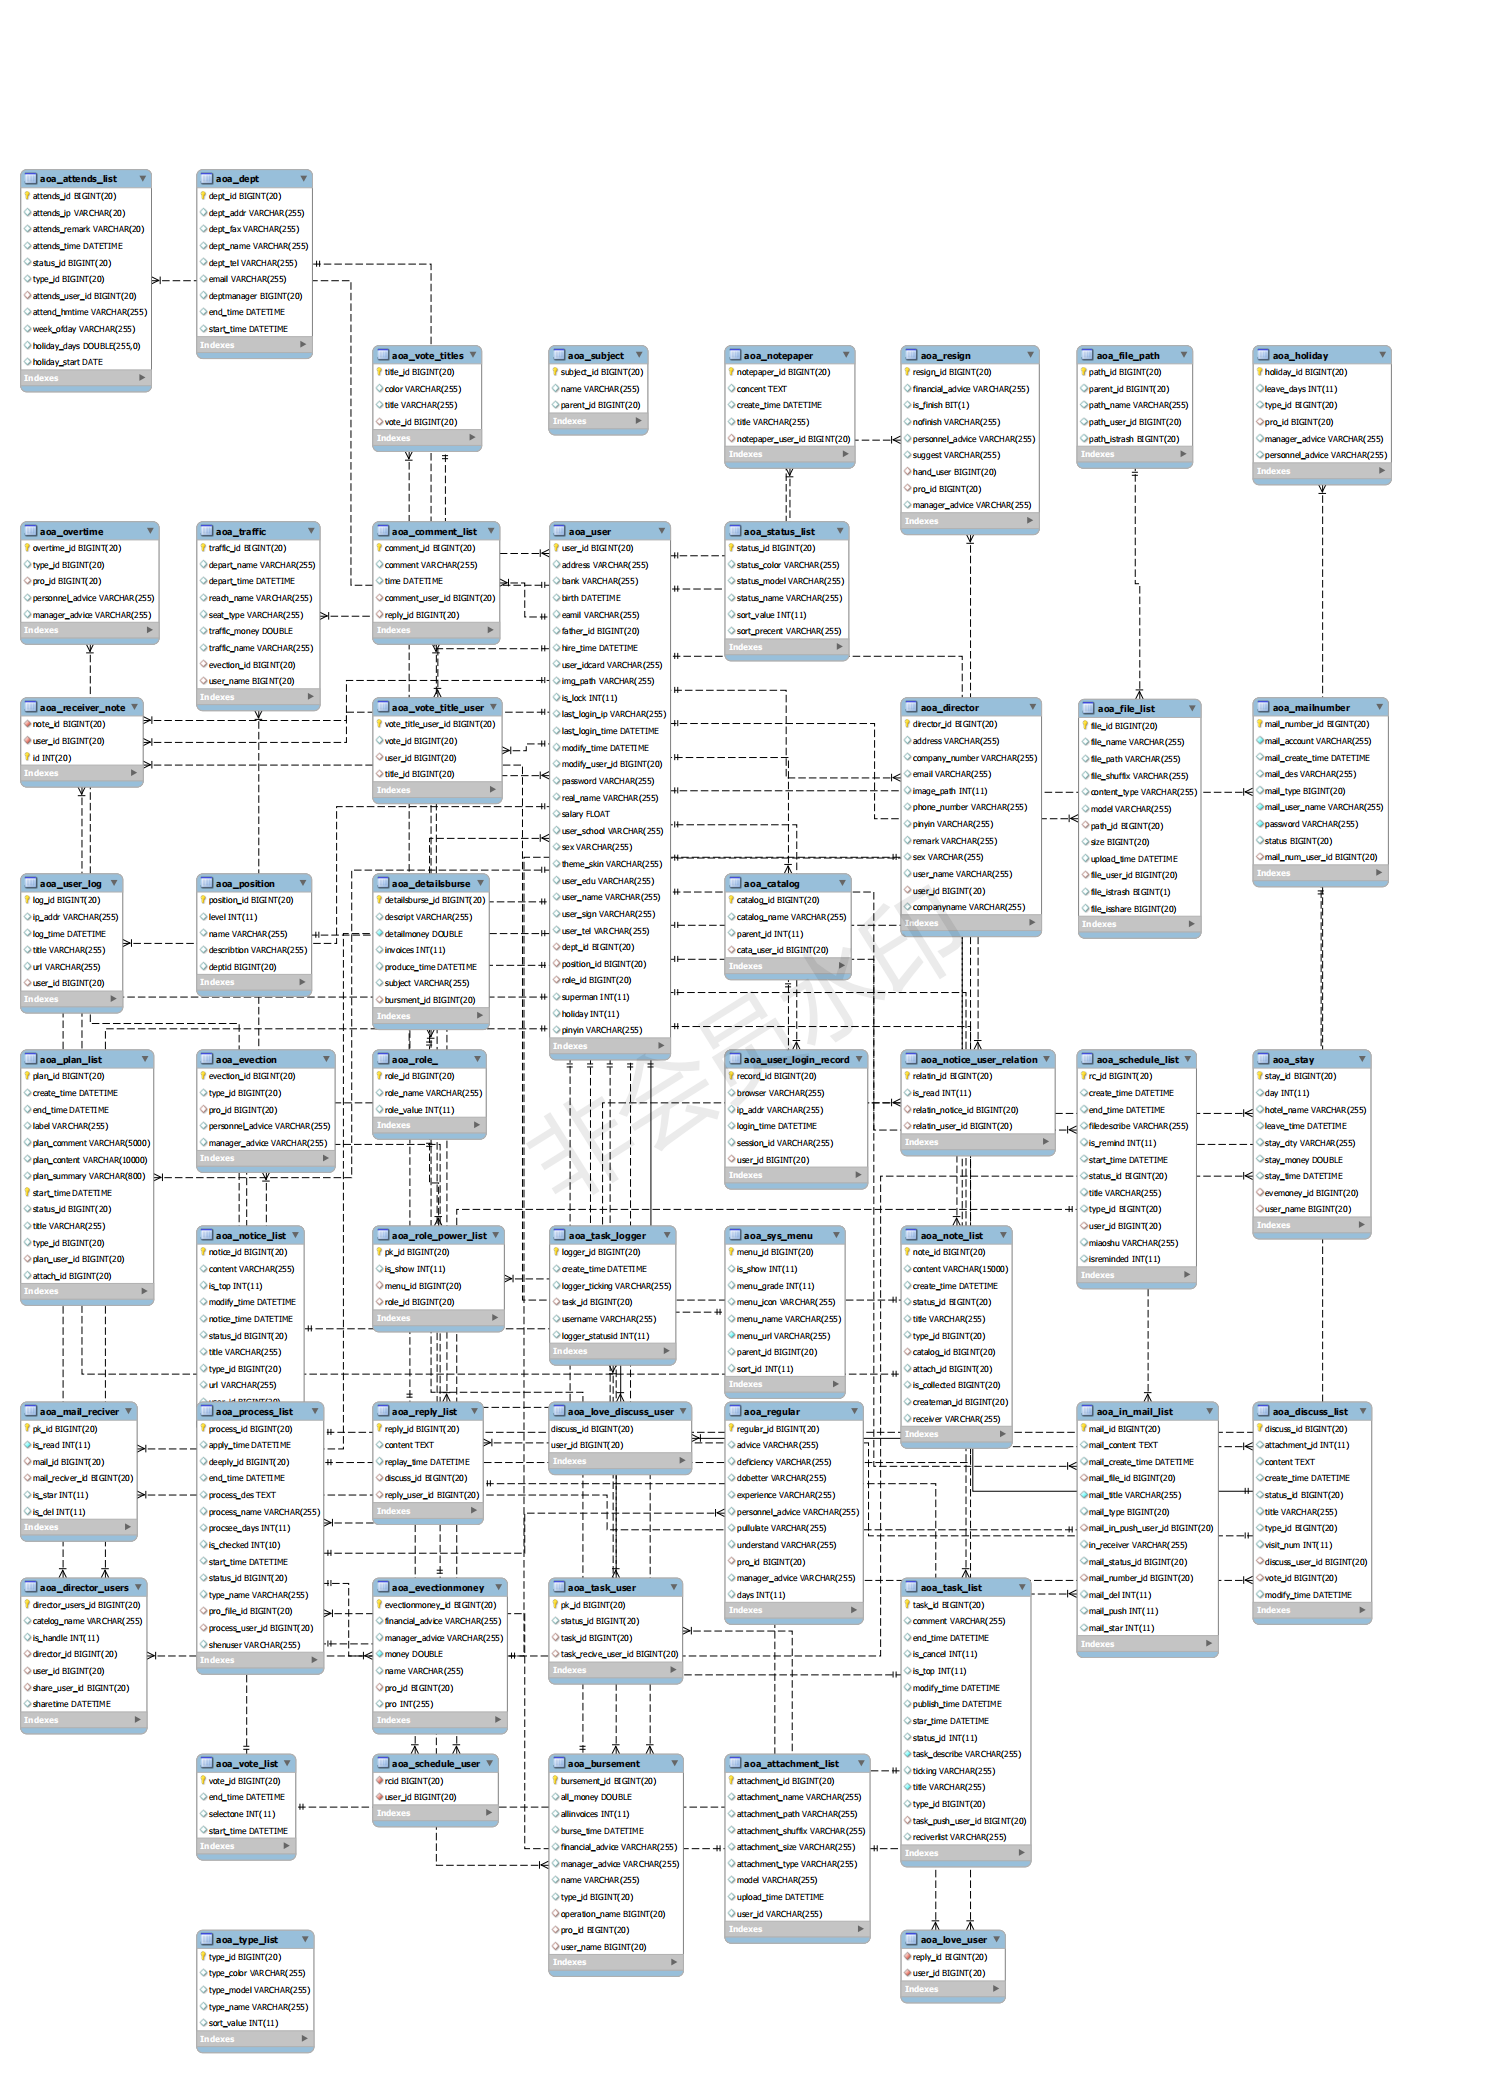 aoa_attends_list
attends_id BIGINT(20)
attends_ip VARCHAR(20)
attends_remark VARCHAR(20)
attends_time DATETIME
status_id BIGINT(20)
type_id BIGINT(20)
attends_user_id BIGINT(20)
attend_hmtime VARCHAR(255)
week_ofday VARCHAR(255)
holiday_days DOUBLE(255,0)
holiday_start DATE
Indexes
aoa_dept
dept_id BIGINT(20)
dept_addr VARCHAR(255)
dept_fax VARCHAR(255)
dept_name VARCHAR(255)
dept_tel VARCHAR(255)
email VARCHAR(255)
deptmanager BIGINT(20)
end_time DATETIME
start_time DATETIME
Indexes
aoa_vote_titles
title_id BIGINT(20)
color VARCHAR(255)
title VARCHAR(255)
vote_id BIGINT(20)
Indexes
aoa_subject
subject_id BIGINT(20)
name VARCHAR(255)
parent_id BIGINT(20)
Indexes
aoa_notepaper
notepaper_id BIGINT(20)
concent TEXT
create_time DATETIME
title VARCHAR(255)
notepaper_user_id BIGINT(20)
Indexes
aoa_resign
resign_id BIGINT(20)
financial_advice VARCHAR(255)
is_finish BIT(1)
nofinish VARCHAR(255)
personnel_advice VARCHAR(255)
suggest VARCHAR(255)
hand_user BIGINT(20)
pro_id BIGINT(20)
manager_advice VARCHAR(255)
Indexes
aoa_file_path
path_id BIGINT(20)
parent_id BIGINT(20)
path_name VARCHAR(255)
path_user_id BIGINT(20)
path_istrash BIGINT(20)
Indexes
aoa_holiday
holiday_id BIGINT(20)
leave_days INT(11)
type_id BIGINT(20)
pro_id BIGINT(20)
manager_advice VARCHAR(255)
personnel_advice VARCHAR(255)
Indexes
aoa_overtime
overtime_id BIGINT(20)
type_id BIGINT(20)
pro_id BIGINT(20)
personnel_advice VARCHAR(255)
manager_advice VARCHAR(255)
Indexes
aoa_traffic
traffic_id BIGINT(20)
depart_name VARCHAR(255)
depart_time DATETIME
reach_name VARCHAR(255)
seat_type VARCHAR(255)
traffic_money DOUBLE
traffic_name VARCHAR(255)
evection_id BIGINT(20)
user_name BIGINT(20)
Indexes
aoa_comment_list
comment_id BIGINT(20)
comment VARCHAR(255)
time DATETIME
comment_user_id BIGINT(20)
reply_id BIGINT(20)
Indexes
aoa_user
user_id BIGINT(20)
address VARCHAR(255)
bank VARCHAR(255)
birth DATETIME
eamil VARCHAR(255)
father_id BIGINT(20)
hire_time DATETIME
user_idcard VARCHAR(255)
img_path VARCHAR(255)
is_lock INT(11)
last_login_ip VARCHAR(255)
last_login_time DATETIME
modify_time DATETIME
modify_user_id BIGINT(20)
password VARCHAR(255)
real_name VARCHAR(255)
salary FLOAT
user_school VARCHAR(255)
sex VARCHAR(255)
theme_skin VARCHAR(255)
user_edu VARCHAR(255)
user_name VARCHAR(255)
user_sign VARCHAR(255)
user_tel VARCHAR(255)
dept_id BIGINT(20)
position_id BIGINT(20)
role_id BIGINT(20)
superman INT(11)
holiday INT(11)
pinyin VARCHAR(255)
Indexes
aoa_status_list
status_id BIGINT(20)
status_color VARCHAR(255)
status_model VARCHAR(255)
status_name VARCHAR(255)
sort_value INT(11)
sort_precent VARCHAR(255)
Indexes
aoa_receiver_note
note_id BIGINT(20)
user_id BIGINT(20)
id INT(20)
Indexes
aoa_vote_title_user
vote_title_user_id BIGINT(20)
vote_id BIGINT(20)
user_id BIGINT(20)
title_id BIGINT(20)
Indexes
aoa_director
director_id BIGINT(20)
address VARCHAR(255)
company_number VARCHAR(255)
email VARCHAR(255)
image_path INT(11)
phone_number VARCHAR(255)
pinyin VARCHAR(255)
remark VARCHAR(255)
sex VARCHAR(255)
user_name VARCHAR(255)
user_id BIGINT(20)
companyname VARCHAR(255)
Indexes
aoa_file_list
file_id BIGINT(20)
file_name VARCHAR(255)
file_path VARCHAR(255)
file_shuffix VARCHAR(255)
content_type VARCHAR(255)
model VARCHAR(255)
path_id BIGINT(20)
size BIGINT(20)
upload_time DATETIME
file_user_id BIGINT(20)
file_istrash BIGINT(1)
file_isshare BIGINT(20)
Indexes
aoa_mailnumber
mail_number_id BIGINT(20)
mail_account VARCHAR(255)
mail_create_time DATETIME
mail_des VARCHAR(255)
mail_type BIGINT(20)
mail_user_name VARCHAR(255)
password VARCHAR(255)
status BIGINT(20)
mail_num_user_id BIGINT(20)
Indexes
aoa_user_log
log_id BIGINT(20)
ip_addr VARCHAR(255)
log_time DATETIME
title VARCHAR(255)
url VARCHAR(255)
user_id BIGINT(20)
Indexes
aoa_position
position_id BIGINT(20)
level INT(11)
name VARCHAR(255)
describtion VARCHAR(255)
deptid BIGINT(20)
Indexes
aoa_detailsburse
detailsburse_id BIGINT(20)
descript VARCHAR(255)
detailmoney DOUBLE
invoices INT(11)
produce_time DATETIME
subject VARCHAR(255)
bursment_id BIGINT(20)
Indexes
aoa_catalog
catalog_id BIGINT(20)
catalog_name VARCHAR(255)
parent_id INT(11)
cata_user_id BIGINT(20)
Indexes
aoa_plan_list
plan_id BIGINT(20)
create_time DATETIME
end_time DATETIME
label VARCHAR(255)
plan_comment VARCHAR(5000)
plan_content VARCHAR(10000)
plan_summary VARCHAR(800)
start_time DATETIME
status_id BIGINT(20)
title VARCHAR(255)
type_id BIGINT(20)
plan_user_id BIGINT(20)
attach_id BIGINT(20)
Indexes
aoa_evection
evection_id BIGINT(20)
type_id BIGINT(20)
pro_id BIGINT(20)
personnel_advice VARCHAR(255)
manager_advice VARCHAR(255)
Indexes
aoa_role_
role_id BIGINT(20)
role_name VARCHAR(255)
role_value INT(11)
Indexes
aoa_user_login_record
record_id BIGINT(20)
browser VARCHAR(255)
ip_addr VARCHAR(255)
login_time DATETIME
session_id VARCHAR(255)
user_id BIGINT(20)
Indexes
aoa_notice_user_relation
relatin_id BIGINT(20)
is_read INT(11)
relatin_notice_id BIGINT(20)
relatin_user_id BIGINT(20)
Indexes
aoa_schedule_list
rc_id BIGINT(20)
create_time DATETIME
end_time DATETIME
filedescribe VARCHAR(255)
is_remind INT(11)
start_time DATETIME
status_id BIGINT(20)
title VARCHAR(255)
type_id BIGINT(20)
user_id BIGINT(20)
miaoshu VARCHAR(255)
isreminded INT(11)
Indexes
aoa_stay
stay_id BIGINT(20)
day INT(11)
hotel_name VARCHAR(255)
leave_time DATETIME
stay_city VARCHAR(255)
stay_money DOUBLE
stay_time DATETIME
evemoney_id BIGINT(20)
user_name BIGINT(20)
Indexes
非会员水印
aoa_notice_list
notice_id BIGINT(20)
content VARCHAR(255)
is_top INT(11)
modify_time DATETIME
notice_time DATETIME
status_id BIGINT(20)
title VARCHAR(255)
type_id BIGINT(20)
url VARCHAR(255)
aoa_role_power_list
pk_id BIGINT(20)
is_show INT(11)
menu_id BIGINT(20)
role_id BIGINT(20)
Indexes
aoa_task_logger
logger_id BIGINT(20)
create_time DATETIME
logger_ticking VARCHAR(255)
task_id BIGINT(20)
username VARCHAR(255)
logger_statusid INT(11)
Indexes
aoa_sys_menu
menu_id BIGINT(20)
is_show INT(11)
menu_grade INT(11)
menu_icon VARCHAR(255)
menu_name VARCHAR(255)
menu_url VARCHAR(255)
parent_id BIGINT(20)
sort_id INT(11)
Indexes
aoa_note_list
note_id BIGINT(20)
content VARCHAR(15000)
create_time DATETIME
status_id BIGINT(20)
title VARCHAR(255)
type_id BIGINT(20)
catalog_id BIGINT(20)
attach_id BIGINT(20)
is_collected BIGINT(20)
createman_id BIGINT(20)
receiver VARCHAR(255)
Indexes
aoa_mail_reciver
pk_id BIGINT(20)
is_read INT(11)
mail_id BIGINT(20)
mail_reciver_id BIGINT(20)
is_star INT(11)
is_del INT(11)
Indexes
aoa_process_list
process_id BIGINT(20)
apply_time DATETIME
deeply_id BIGINT(20)
end_time DATETIME
process_des TEXT
process_name VARCHAR(255)
procsee_days INT(11)
is_checked INT(10)
start_time DATETIME
status_id BIGINT(20)
type_name VARCHAR(255)
pro_file_id BIGINT(20)
process_user_id BIGINT(20)
shenuser VARCHAR(255)
Indexes
aoa_reply_list
reply_id BIGINT(20)
content TEXT
replay_time DATETIME
discuss_id BIGINT(20)
reply_user_id BIGINT(20)
Indexes
aoa_love_discuss_user
discuss_id BIGINT(20)
user_id BIGINT(20)
Indexes
aoa_regular
regular_id BIGINT(20)
advice VARCHAR(255)
deficiency VARCHAR(255)
dobetter VARCHAR(255)
experience VARCHAR(255)
personnel_advice VARCHAR(255)
pullulate VARCHAR(255)
understand VARCHAR(255)
pro_id BIGINT(20)
manager_advice VARCHAR(255)
days INT(11)
Indexes
aoa_in_mail_list
mail_id BIGINT(20)
mail_content TEXT
mail_create_time DATETIME
mail_file_id BIGINT(20)
mail_title VARCHAR(255)
mail_type BIGINT(20)
mail_in_push_user_id BIGINT(20)
in_receiver VARCHAR(255)
mail_status_id BIGINT(20)
mail_number_id BIGINT(20)
mail_del INT(11)
mail_push INT(11)
mail_star INT(11)
Indexes
aoa_discuss_list
discuss_id BIGINT(20)
attachment_id INT(11)
content TEXT
create_time DATETIME
status_id BIGINT(20)
title VARCHAR(255)
type_id BIGINT(20)
visit_num INT(11)
discuss_user_id BIGINT(20)
vote_id BIGINT(20)
modify_time DATETIME
Indexes
aoa_director_users
director_users_id BIGINT(20)
catelog_name VARCHAR(255)
is_handle INT(11)
director_id BIGINT(20)
user_id BIGINT(20)
share_user_id BIGINT(20)
sharetime DATETIME
Indexes
aoa_evectionmoney
evectionmoney_id BIGINT(20)
financial_advice VARCHAR(255)
manager_advice VARCHAR(255)
money DOUBLE
name VARCHAR(255)
pro_id BIGINT(20)
pro INT(255)
Indexes
aoa_task_user
pk_id BIGINT(20)
status_id BIGINT(20)
task_id BIGINT(20)
task_recive_user_id BIGINT(20)
Indexes
aoa_task_list
task_id BIGINT(20)
comment VARCHAR(255)
end_time DATETIME
is_cancel INT(11)
is_top INT(11)
modify_time DATETIME
publish_time DATETIME
star_time DATETIME
status_id INT(11)
task_describe VARCHAR(255)
ticking VARCHAR(255)
title VARCHAR(255)
type_id BIGINT(20)
task_push_user_id BIGINT(20)
reciverlist VARCHAR(255)
Indexes
aoa_vote_list
vote_id BIGINT(20)
end_time DATETIME
selectone INT(11)
start_time DATETIME
Indexes
aoa_schedule_user
rcid BIGINT(20)
user_id BIGINT(20)
Indexes
aoa_bursement
bursement_id BIGINT(20)
all_money DOUBLE
allinvoices INT(11)
burse_time DATETIME
financial_advice VARCHAR(255)
manager_advice VARCHAR(255)
name VARCHAR(255)
type_id BIGINT(20)
operation_name BIGINT(20)
pro_id BIGINT(20)
user_name BIGINT(20)
Indexes
aoa_attachment_list
attachment_id BIGINT(20)
attachment_name VARCHAR(255)
attachment_path VARCHAR(255)
attachment_shuffix VARCHAR(255)
attachment_size VARCHAR(255)
attachment_type VARCHAR(255)
model VARCHAR(255)
upload_time DATETIME
user_id VARCHAR(255)
Indexes
aoa_type_list
type_id BIGINT(20)
type_color VARCHAR(255)
type_model VARCHAR(255)
type_name VARCHAR(255)
sort_value INT(11)
Indexes
aoa_love_user
reply_id BIGINT(20)
user_id BIGINT(20)
Indexes